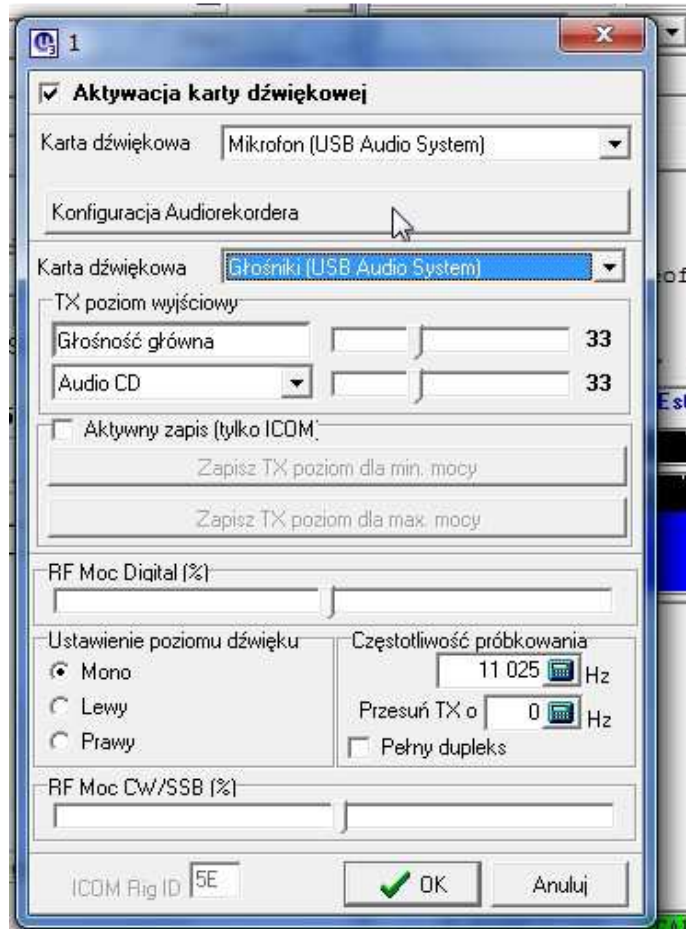 1
Aktywacja karty dźwiękowej
Karta dźwiękowa Mikrofon (USB Audio System)
Konfiguracja Audiorekordera
Karta dźwiękowa Głośniki (USB Audio System)
TX poziom wyjściowy
Głośność główna 33
Audio CD 33
Aktywny zapis (tylko ICOM)
Zapisz TX poziom dla min. mocy
Zapisz TX poziom dla max. mocy
RF Moc Digital (%)
Ustawienie poziomu dźwięku
Mono
Lewy
Prawy
Częstotliwość próbkowania
11 025 Hz
Przesuń TX o 0 Hz
Pełny dupleks
RF Moc CW/SSB (%)
ICOM Rig ID 5E OK Anuluj